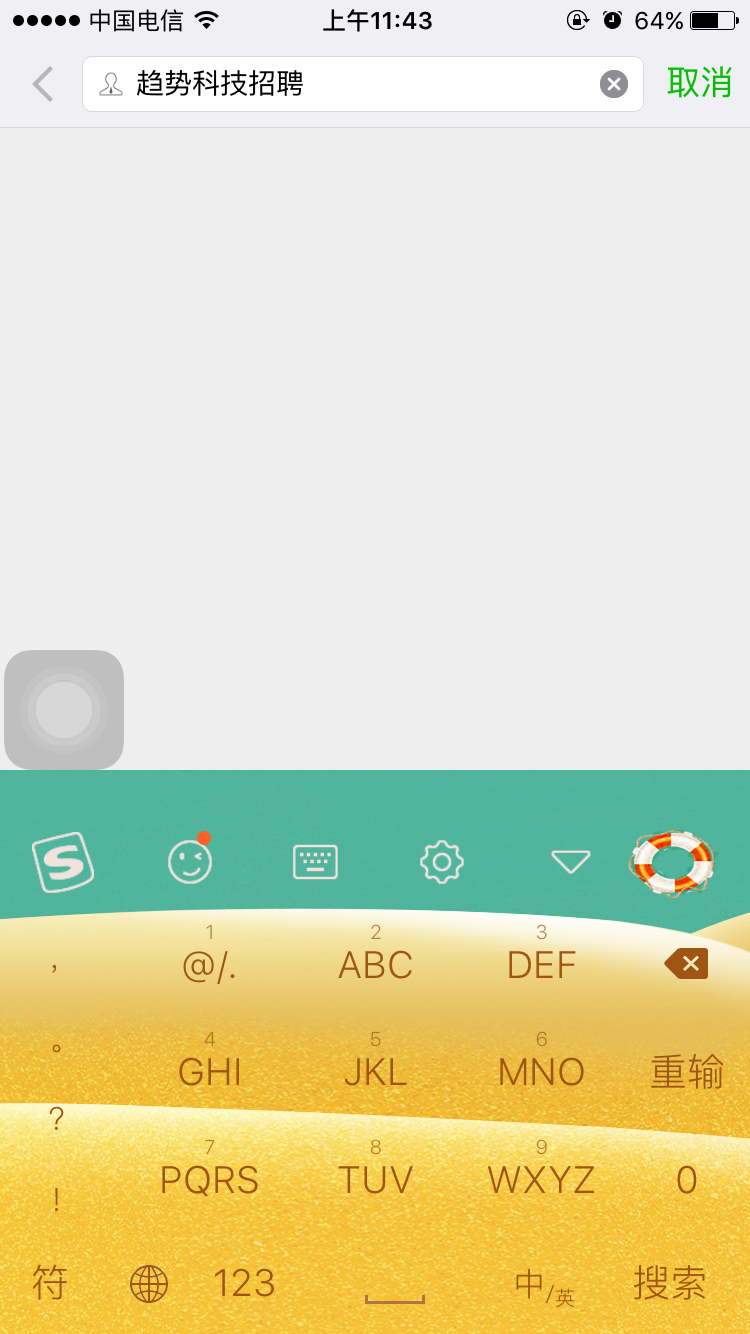 中国电信 上午11:43 64%
趋势科技招聘 取消
S
1 2 3
, @/. ABC DEF
4 5 6
。 GHI JKL MNO 重输
?
7 8 9
PQRS TUV WXYZ 0
!
符 123 中/英 搜索